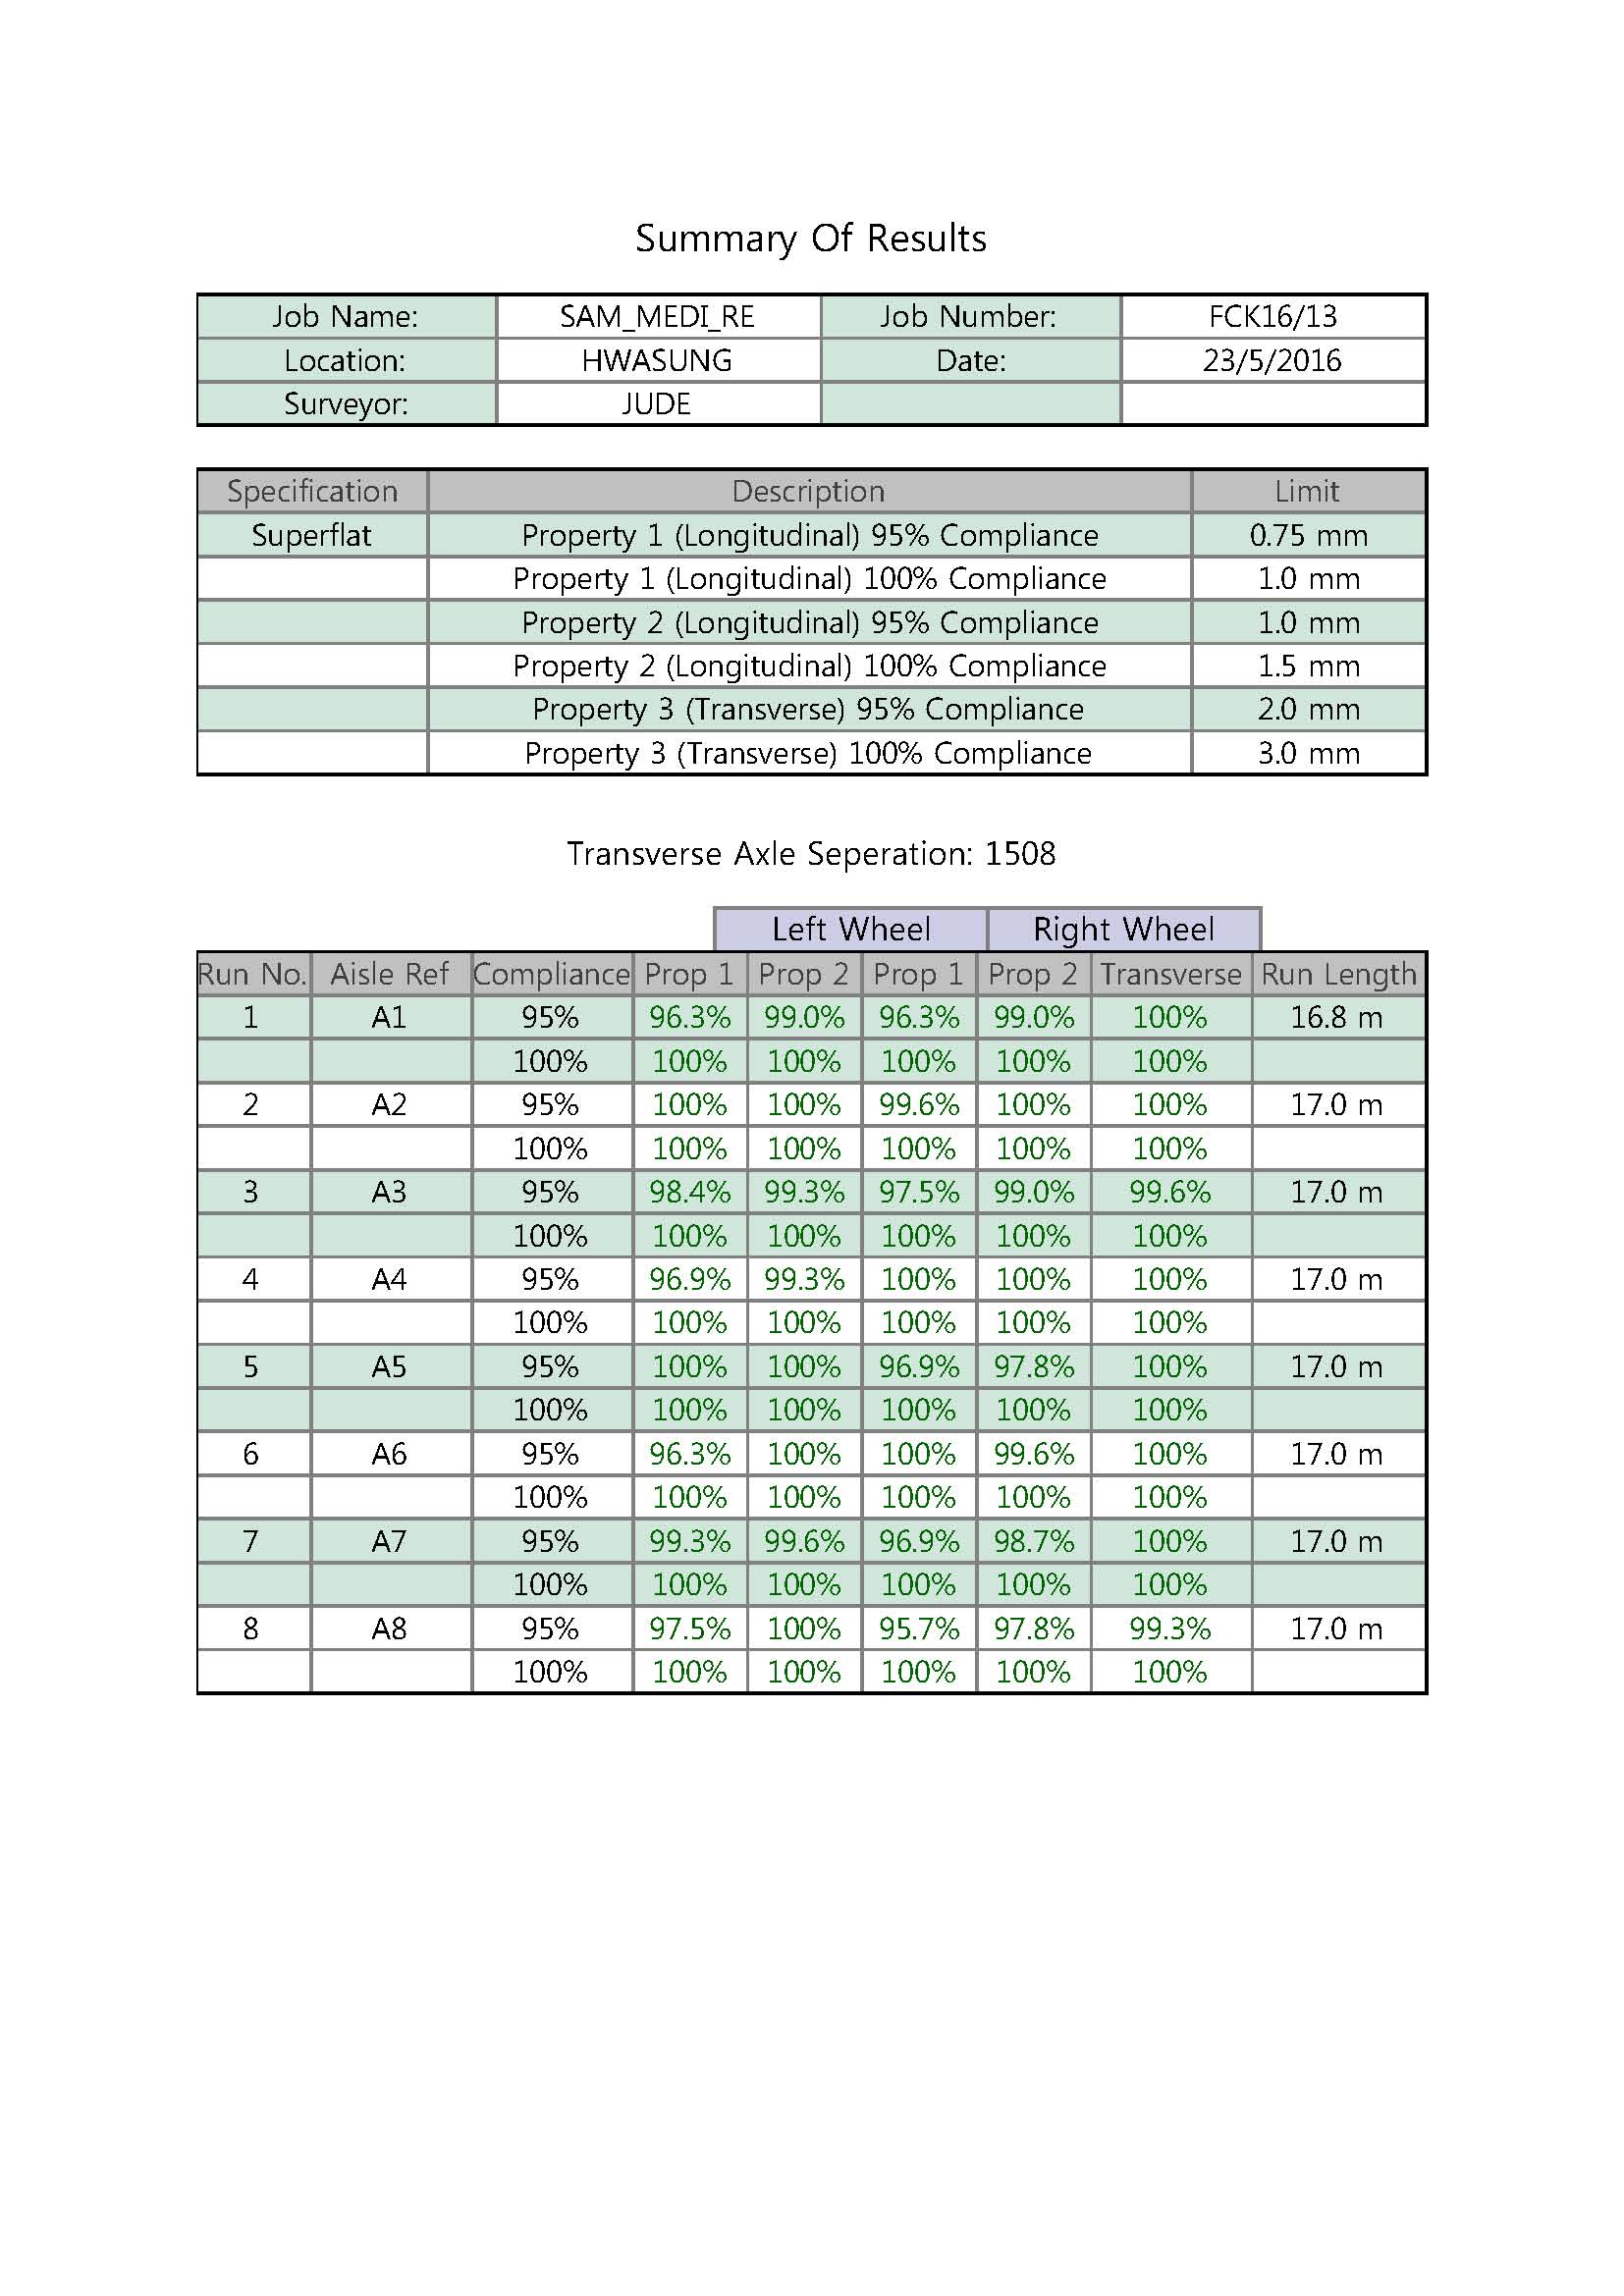 Summary Of Results
Job Name: SAM_MEDI_RE Job Number: FCK16/13
Location: HWASUNG Date: 23/5/2016
Surveyor: JUDE
Specification Description Limit
Superflat Property 1 (Longitudinal) 95% Compliance 0.75 mm
Property 1 (Longitudinal) 100% Compliance 1.0 mm
Property 2 (Longitudinal) 95% Compliance 1.0 mm
Property 2 (Longitudinal) 100% Compliance 1.5 mm
Property 3 (Transverse) 95% Compliance 2.0 mm
Property 3 (Transverse) 100% Compliance 3.0 mm
Transverse Axle Seperation: 1508
Left Wheel Right Wheel
Run No. Aisle Ref Compliance Prop 1 Prop 2 Prop 1 Prop 2 Transverse Run Length
1 A1 95% 96.3% 99.0% 96.3% 99.0% 100% 16.8 m
100% 100% 100% 100% 100% 100%
2 A2 95% 100% 100% 99.6% 100% 100% 17.0 m
100% 100% 100% 100% 100% 100%
3 A3 95% 98.4% 99.3% 97.5% 99.0% 99.6% 17.0 m
100% 100% 100% 100% 100% 100%
4 A4 95% 96.9% 99.3% 100% 100% 100% 17.0 m
100% 100% 100% 100% 100% 100%
5 A5 95% 100% 100% 96.9% 97.8% 100% 17.0 m
100% 100% 100% 100% 100% 100%
6 A6 95% 96.3% 100% 100% 99.6% 100% 17.0 m
100% 100% 100% 100% 100% 100%
7 A7 95% 99.3% 99.6% 96.9% 98.7% 100% 17.0 m
100% 100% 100% 100% 100% 100%
8 A8 95% 97.5% 100% 95.7% 97.8% 99.3% 17.0 m
100% 100% 100% 100% 100% 100%